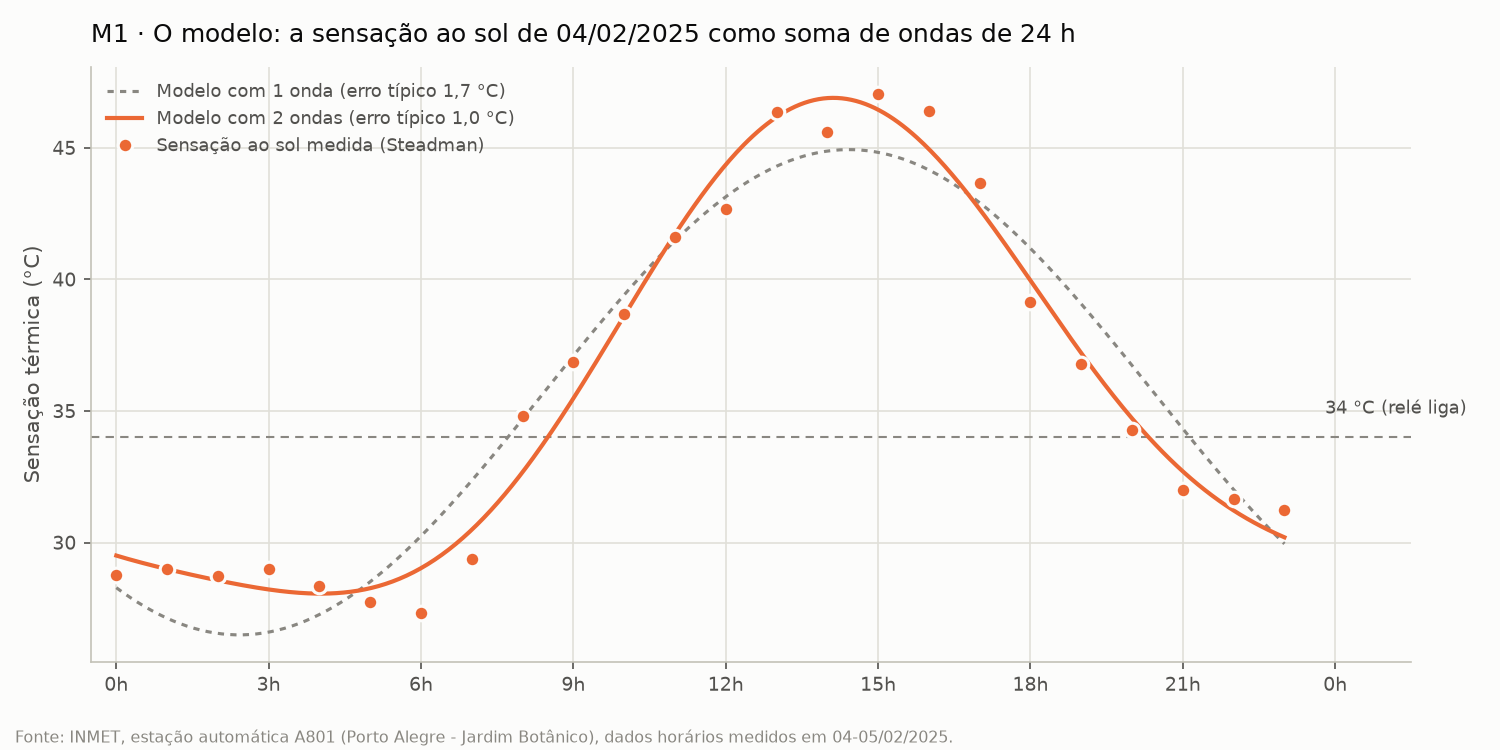 M1 · O modelo: a sensação ao sol de 04/02/2025 como soma de ondas de 24 h
Modelo com 1 onda (erro típico 1,7 °C)
Modelo com 2 ondas (erro típico 1,0 °C)
Sensação ao sol medida (Steadman)
Sensação térmica (°C)
45
40
35
30
34 °C (relé liga)
0h
3h
6h
9h
12h
15h
18h
21h
0h
Fonte: INMET, estação automática A801 (Porto Alegre - Jardim Botânico), dados horários medidos em 04-05/02/2025.